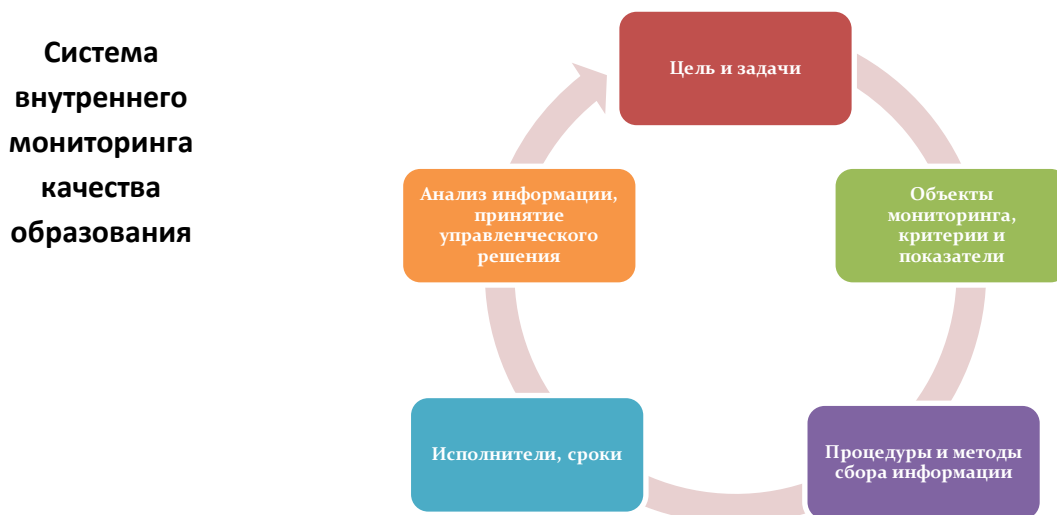 Система
внутреннего
мониторинга
качества
образования
Цель и задачи
Объекты
мониторинга,
критерии и
показатели
Процедуры и методы
сбора информации
Исполнители, сроки
Анализ информации,
принятие
управленческого
решения